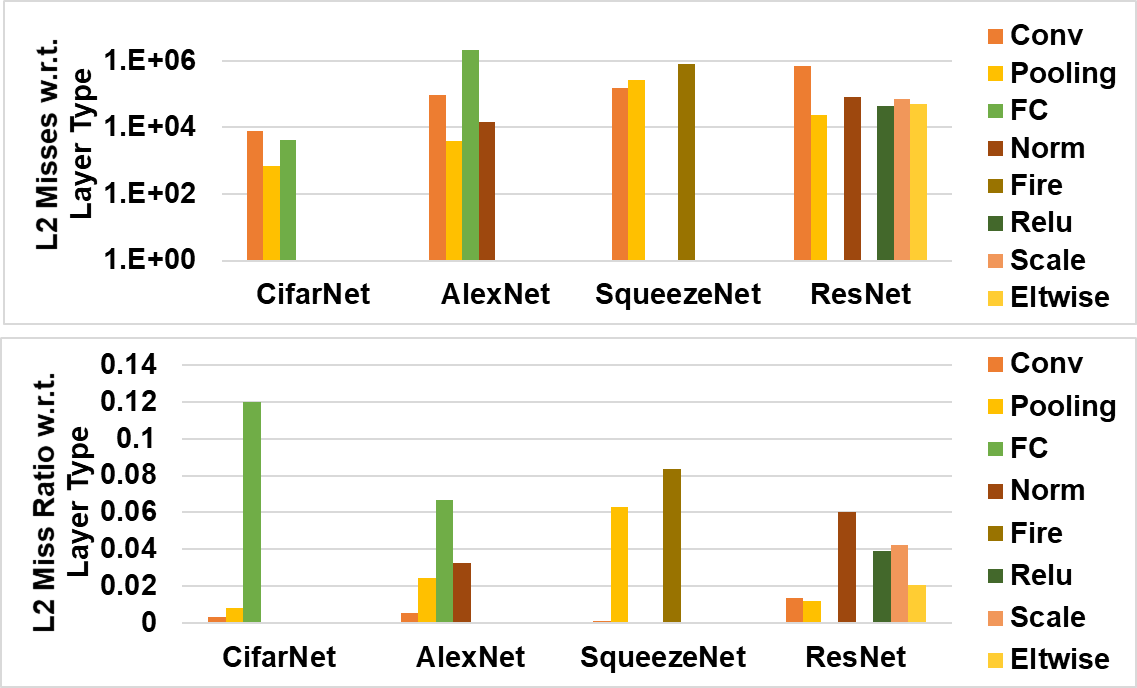 L2 Misses w.r.t.
Layer Type
1.E+06
1.E+04
1.E+02
1.E+00
CifarNet
AlexNet
SqueezeNet
ResNet
Conv
Pooling
FC
Norm
Fire
Relu
Scale
Eltwise
L2 Miss Ratio w.r.t.
Layer Type
0.14
0.12
0.1
0.08
0.06
0.04
0.02
0
CifarNet
AlexNet
SqueezeNet
ResNet
Conv
Pooling
FC
Norm
Fire
Relu
Scale
Eltwise